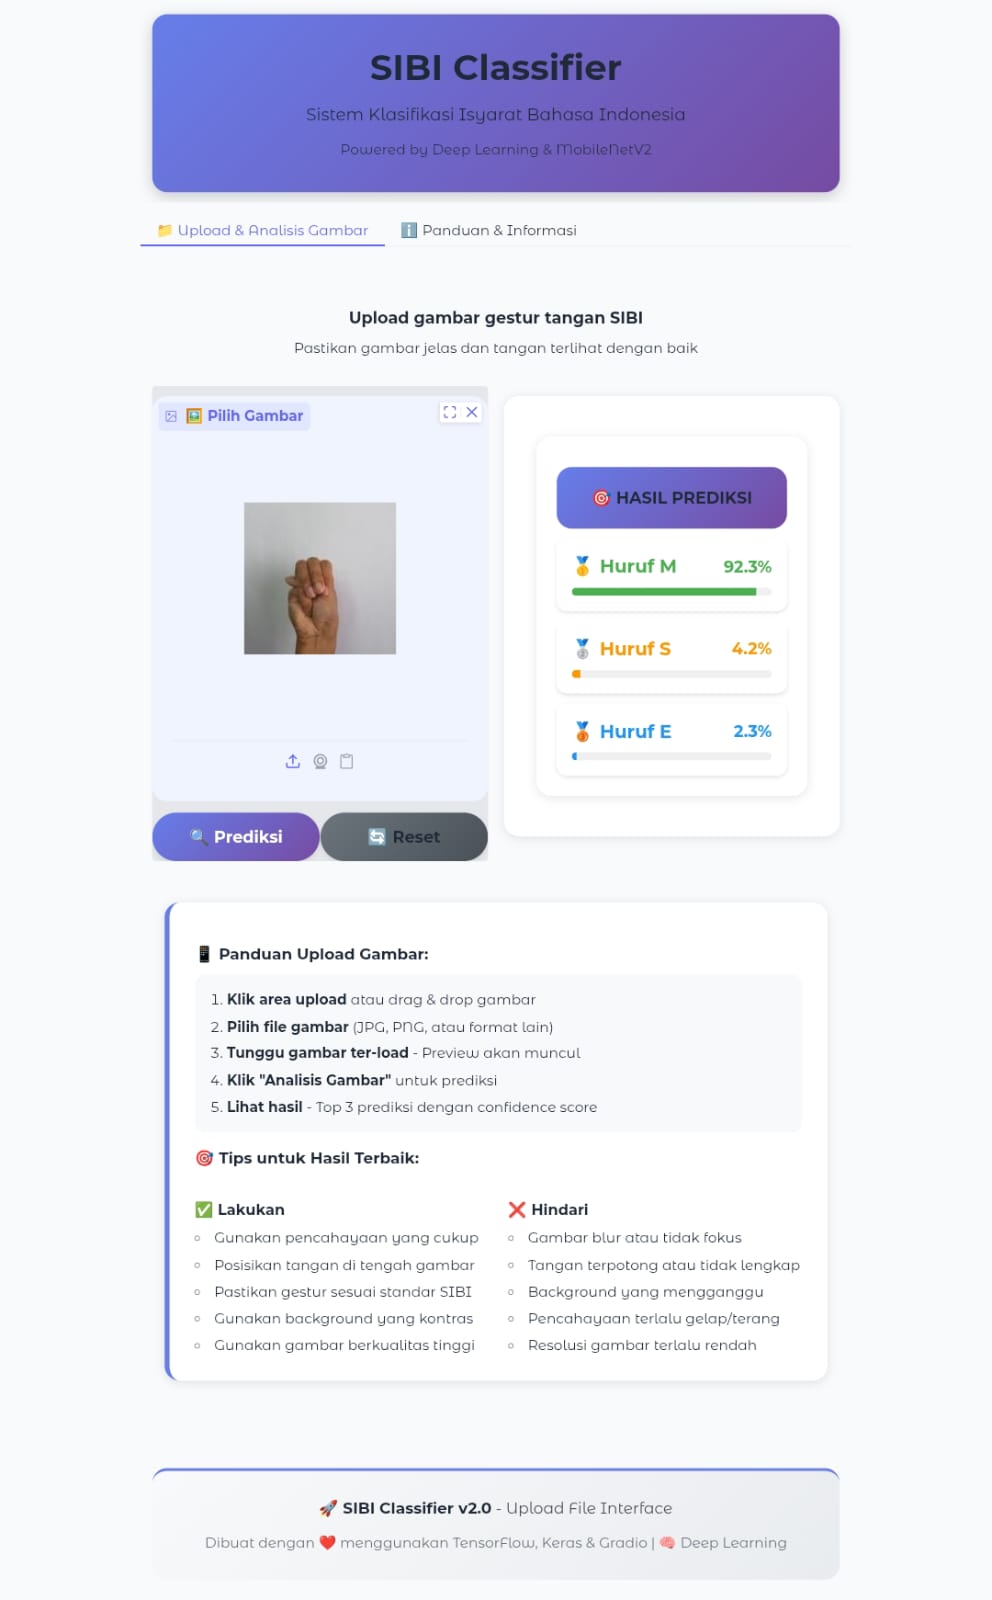 SIBI Classifier
Sistem Klasifikasi Isyarat Bahasa Indonesia
Powered by Deep Learning & MobileNetV2
📁 Upload & Analisis Gambar
ℹ️ Panduan & Informasi
Upload gambar gestur tangan SIBI
Pastikan gambar jelas dan tangan terlihat dengan baik
🖼️ Pilih Gambar
🔍 Prediksi
🔄 Reset
🎯 HASIL PREDIKSI
🥇 Huruf M 92.3%
🥈 Huruf S 4.2%
🥉 Huruf E 2.3%
📱 Panduan Upload Gambar:
1. Klik area upload atau drag & drop gambar
2. Pilih file gambar (JPG, PNG, atau format lain)
3. Tunggu gambar ter-load - Preview akan muncul
4. Klik "Analisis Gambar" untuk prediksi
5. Lihat hasil - Top 3 prediksi dengan confidence score
🎯 Tips untuk Hasil Terbaik:
✅ Lakukan
Gunakan pencahayaan yang cukup
Posisikan tangan di tengah gambar
Pastikan gestur sesuai standar SIBI
Gunakan background yang kontras
Gunakan gambar berkualitas tinggi
❌ Hindari
Gambar blur atau tidak fokus
Tangan terpotong atau tidak lengkap
Background yang mengganggu
Pencahayaan terlalu gelap/terang
Resolusi gambar terlalu rendah
🚀 SIBI Classifier v2.0 - Upload File Interface
Dibuat dengan ❤️ menggunakan TensorFlow, Keras & Gradio | 🧠 Deep Learning